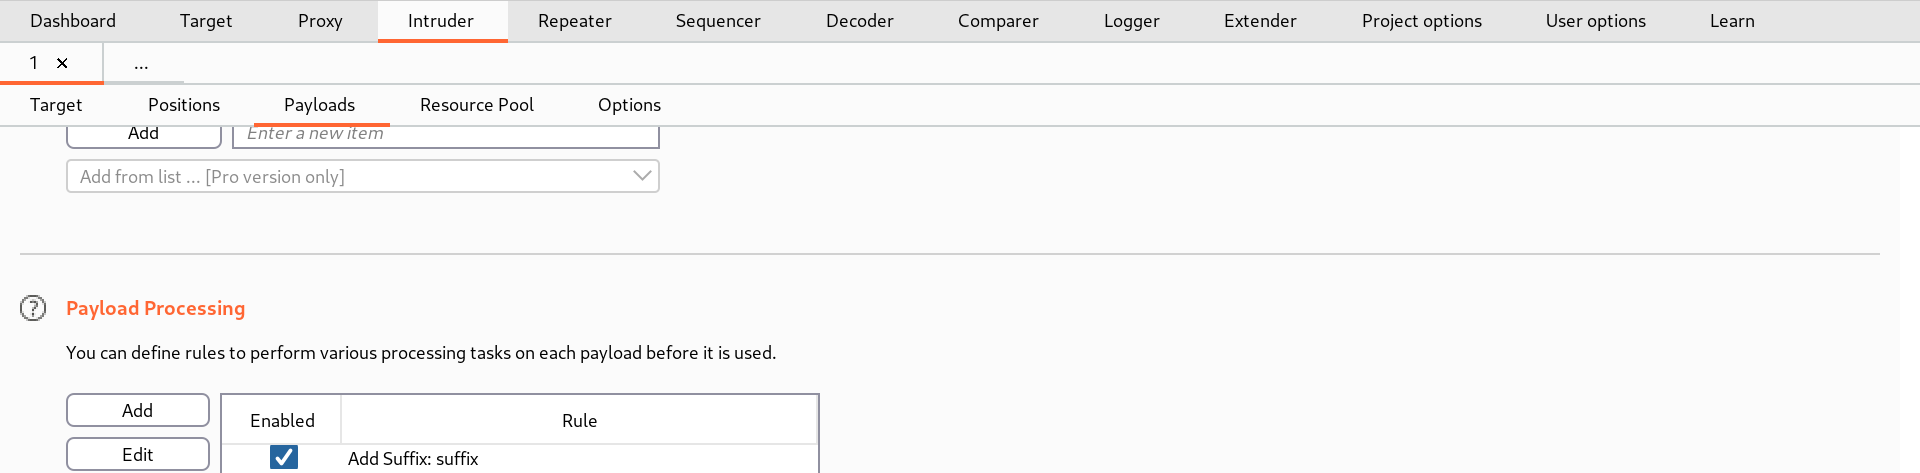 Dashboard Target Proxy Intruder Repeater Sequencer Decoder Comparer Logger Extender Project options User options Learn
1 × ...
Target Positions Payloads Resource Pool Options
Add Enter a new item
Add from list ... [Pro version only]
? Payload Processing
You can define rules to perform various processing tasks on each payload before it is used.
Add Enabled Rule
Edit Add Suffix: suffix